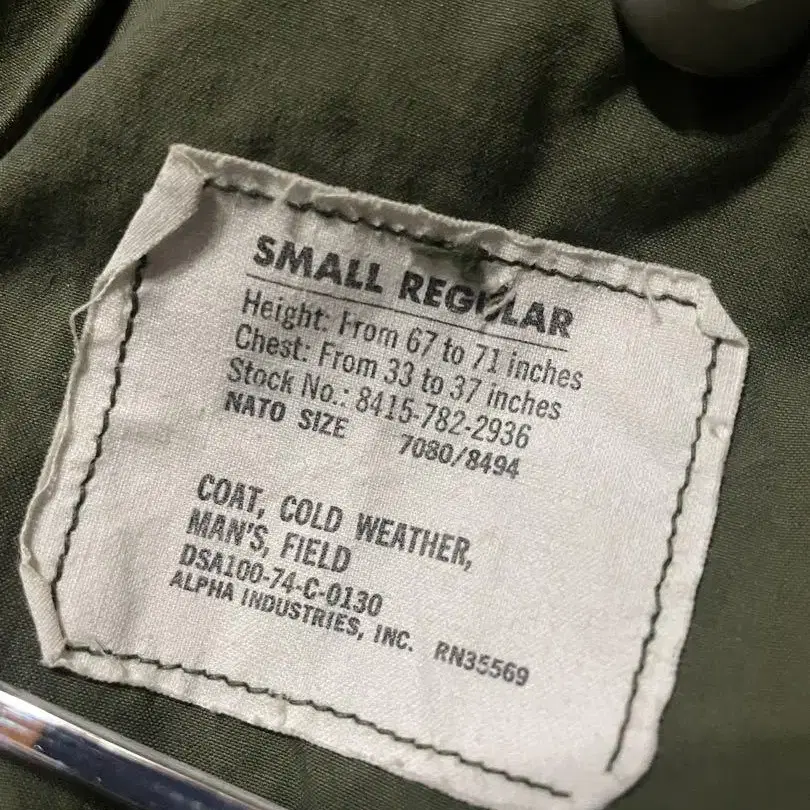 SMALL REGULAR
Height: From 67 to 71 inches
Chest: From 33 to 37 inches
Stock No.: 8415-782-2936
NATO SIZE 7080/8494
COAT, COLD WEATHER,
MAN'S, FIELD
DSA100-74-C-0130
ALPHA INDUSTRIES, INC. RN35569